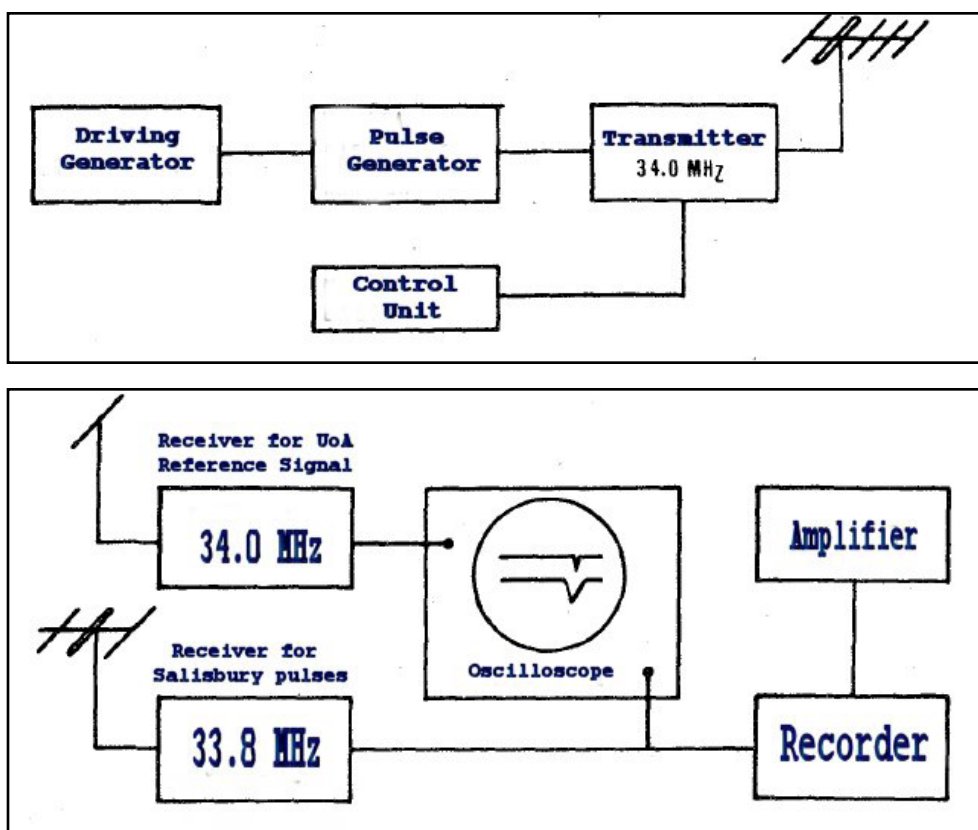 Driving
Generator
Pulse
Generator
Transmitter
34.0 MHZ
Control
Unit
Receiver for UoA
Reference Signal
34.0 MHz
Oscilloscope
Amplifier
Receiver for
Salisbury pulses
33.8 MHz
Recorder